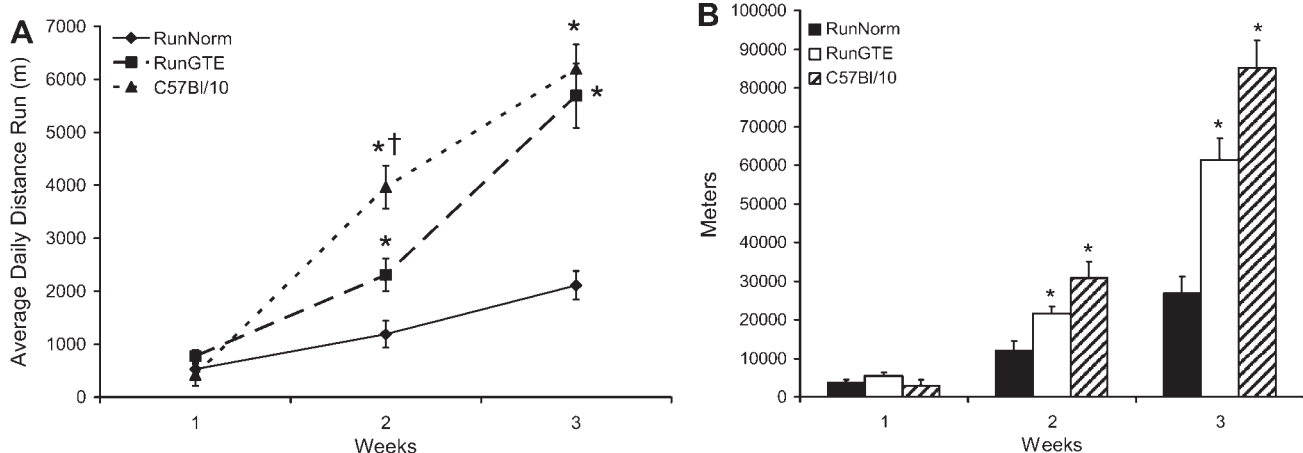 A
7000
6000
5000
4000
3000
2000
1000
0
Average Daily Distance Run (m)
RunNorm
RunGTE
C57Bl/10
*
*
*†
*
1 2 3
Weeks
B
100000
90000
80000
70000
60000
50000
40000
30000
20000
10000
0
Meters
RunNorm
RunGTE
C57Bl/10
*
*
*
*
1 2 3
Weeks